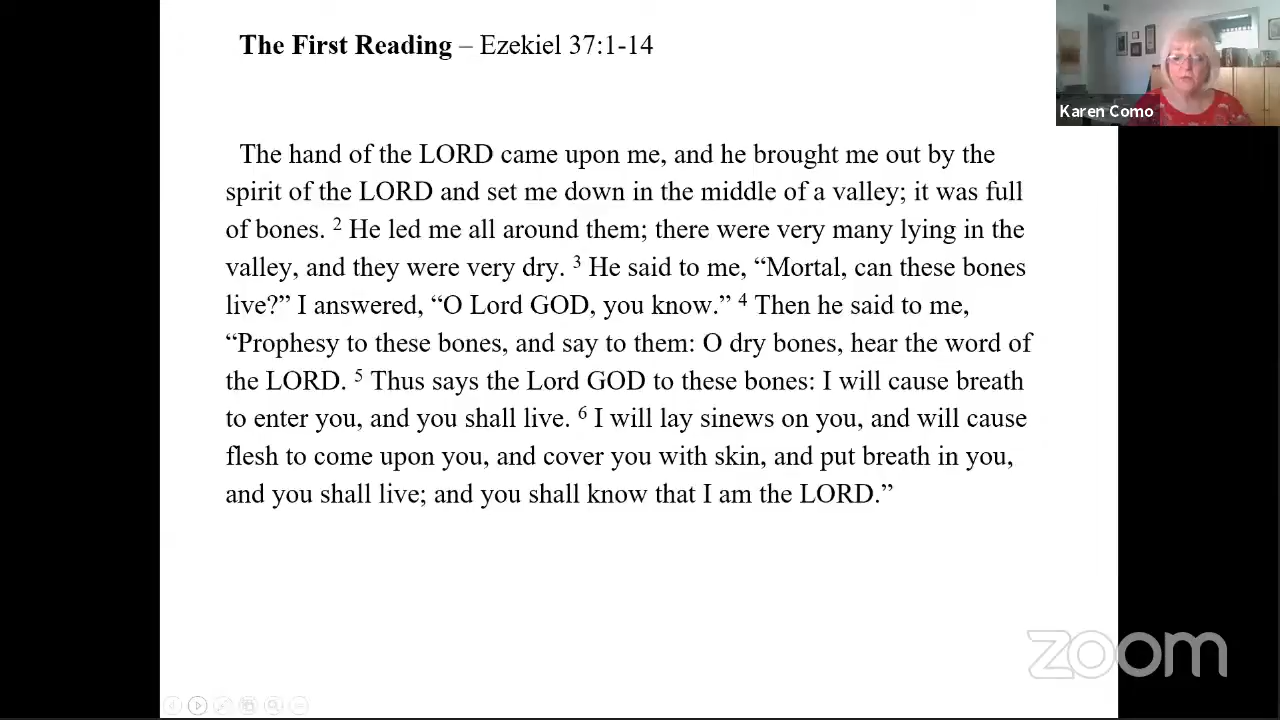 The First Reading – Ezekiel 37:1-14
Karen Como
The hand of the LORD came upon me, and he brought me out by the
spirit of the LORD and set me down in the middle of a valley; it was full
of bones. ² He led me all around them; there were very many lying in the
valley, and they were very dry. ³ He said to me, “Mortal, can these bones
live?” I answered, “O Lord GOD, you know.” ⁴ Then he said to me,
“Prophesy to these bones, and say to them: O dry bones, hear the word of
the LORD. ⁵ Thus says the Lord GOD to these bones: I will cause breath
to enter you, and you shall live. ⁶ I will lay sinews on you, and will cause
flesh to come upon you, and cover you with skin, and put breath in you,
and you shall live; and you shall know that I am the LORD.”
zoom